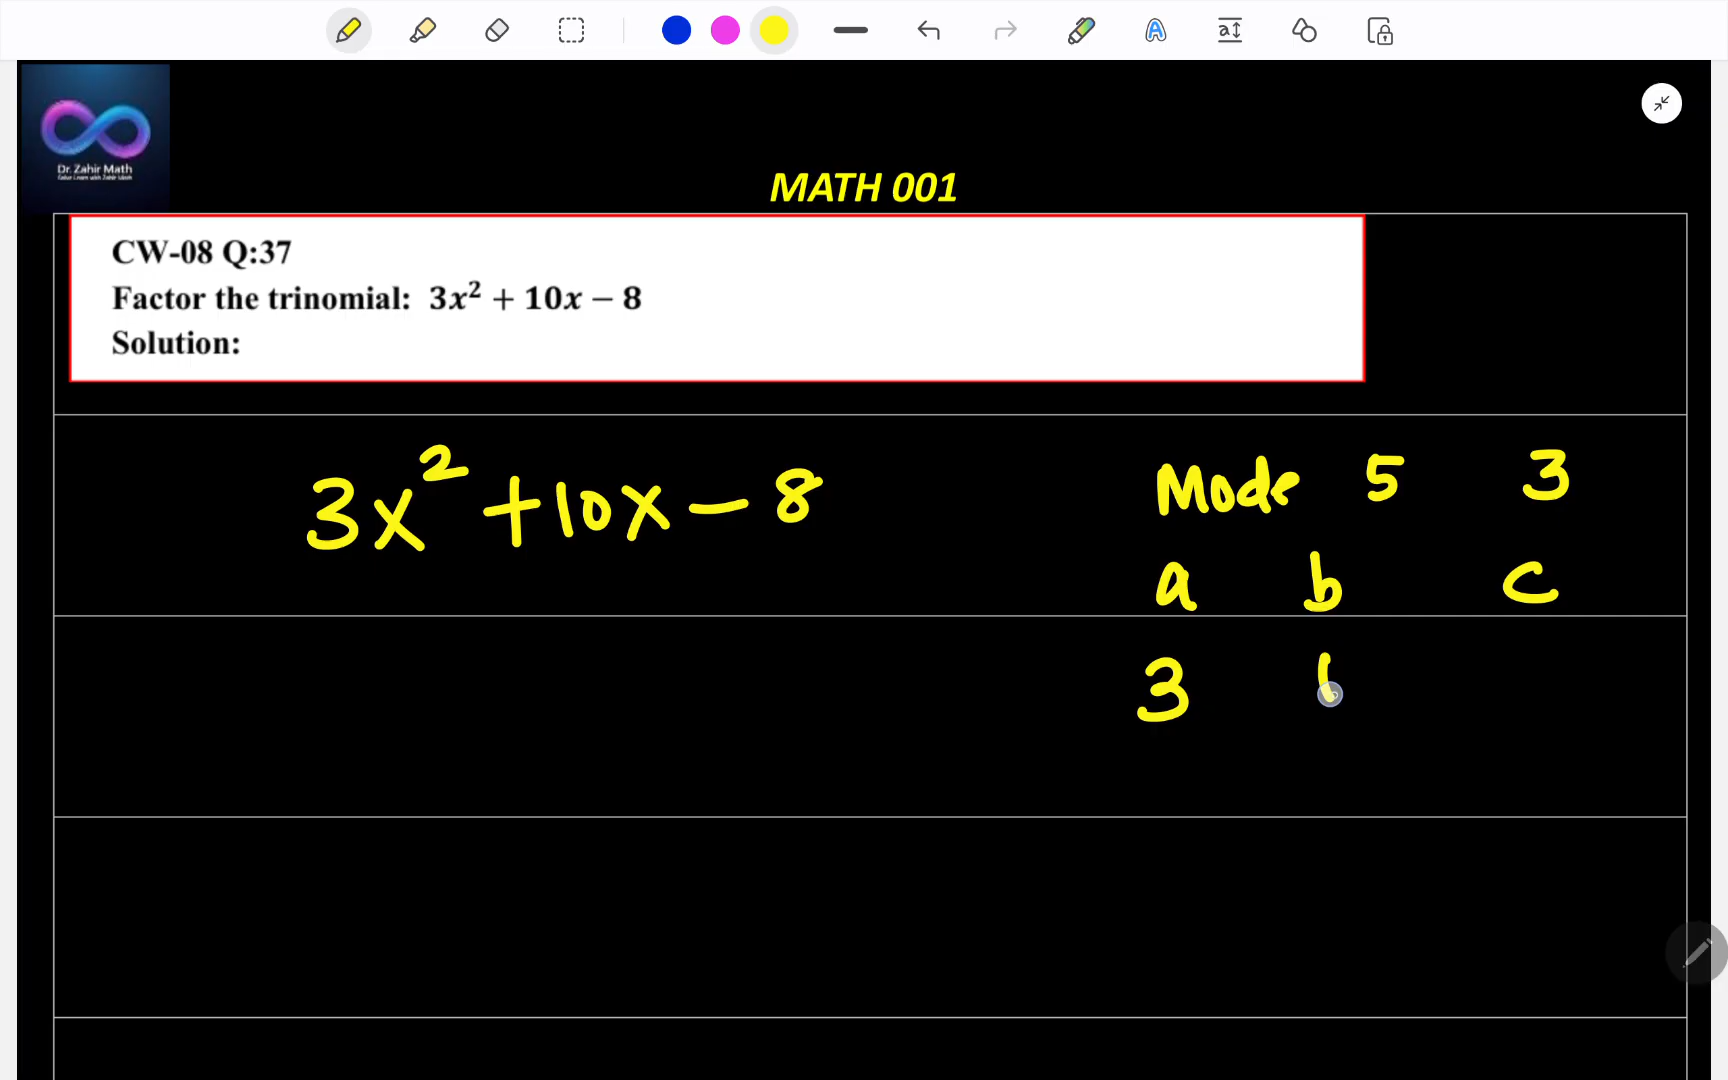 Dr. Zahir Math
MATH 001
CW-08 Q:37
Factor the trinomial: 3x² + 10x − 8
Solution:
3x² + 10x − 8
Mode 5 3
a b c
3 1